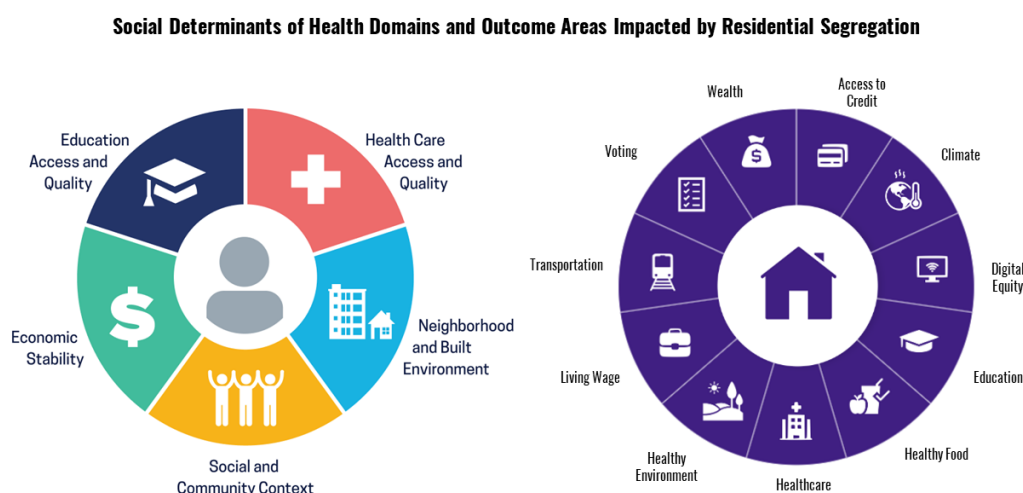 Social Determinants of Health Domains and Outcome Areas Impacted by Residential Segregation
Education
Access and
Quality
Health Care
Access and
Quality
Neighborhood
and Built
Environment
Social and
Community Context
Economic
Stability
Wealth
Access to
Credit
Climate
Digital
Equity
Education
Healthy Food
Healthcare
Healthy
Environment
Living Wage
Transportation
Voting